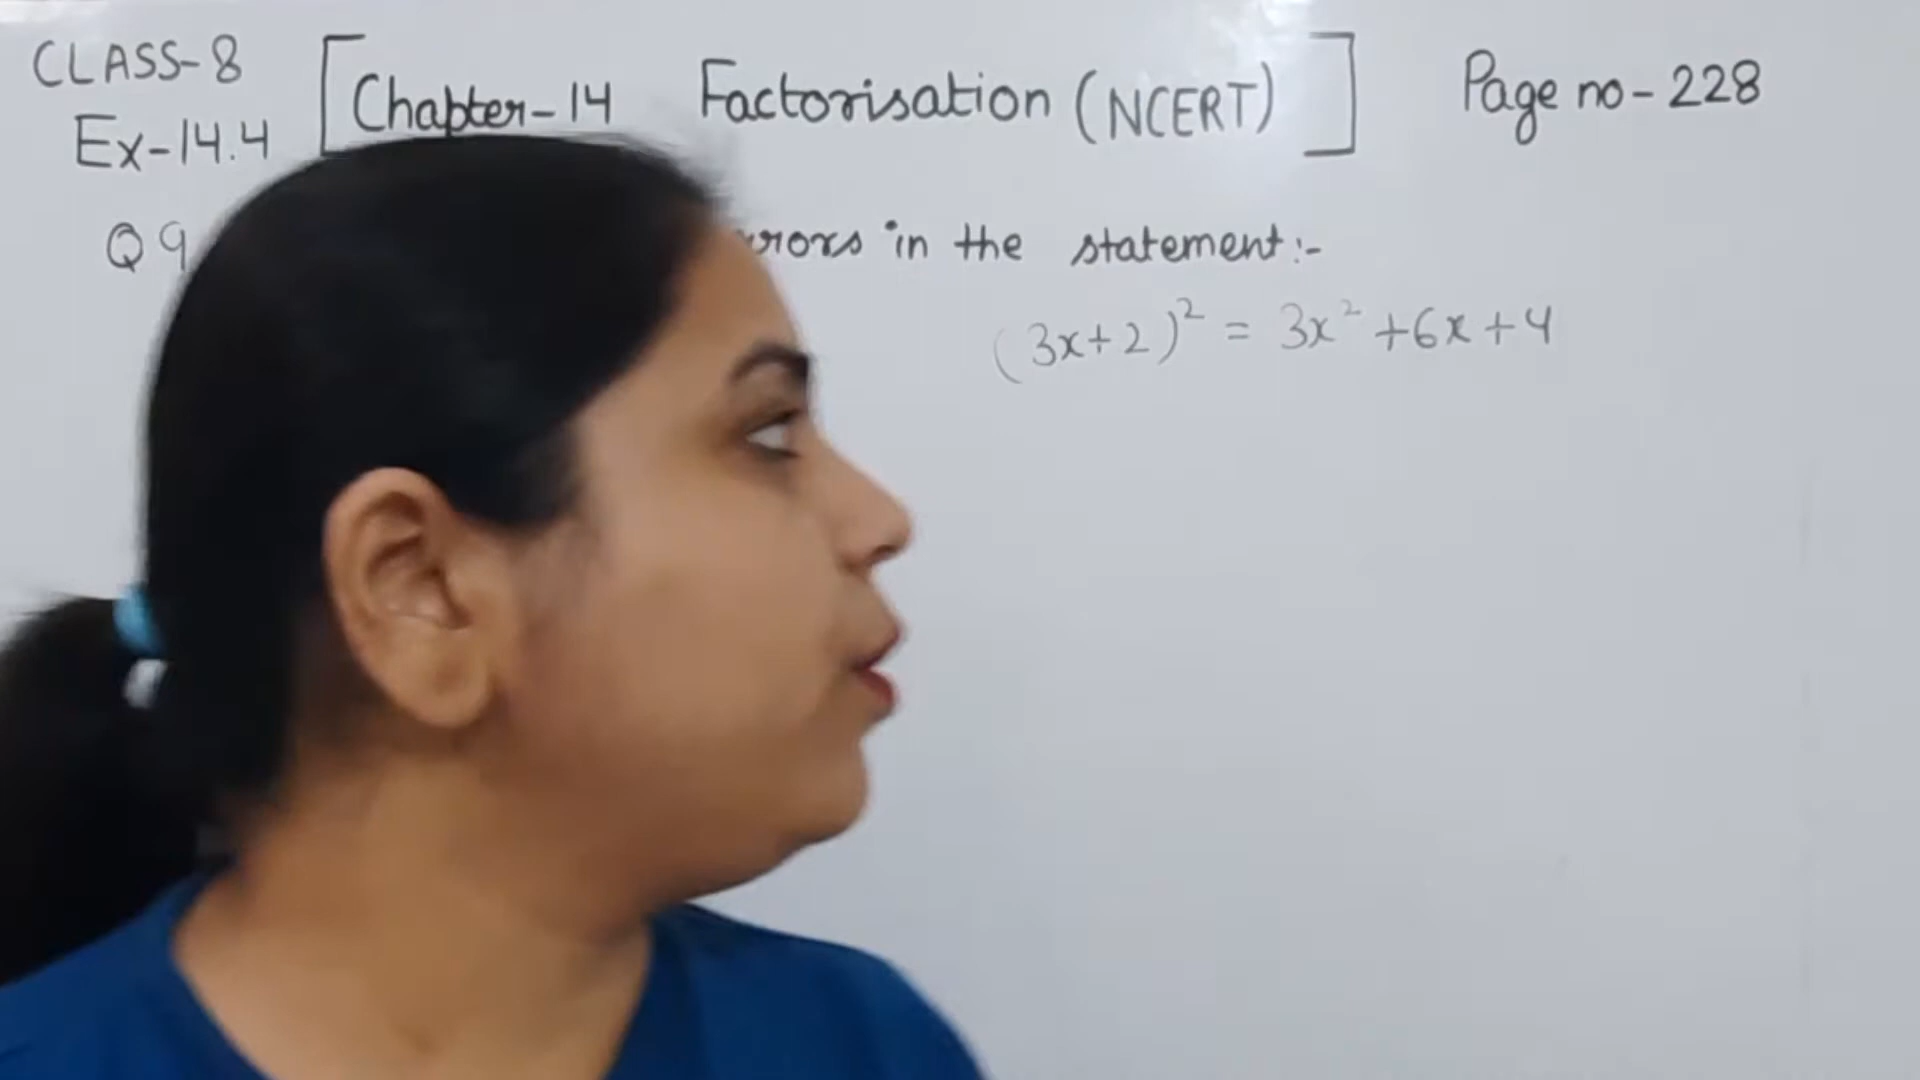 CLASS-8 [Chapter-14 Factorisation (NCERT)] Page no-228
Ex-14.4
Q9 in the statement:-
(3x+2)² = 3x² +6x+4